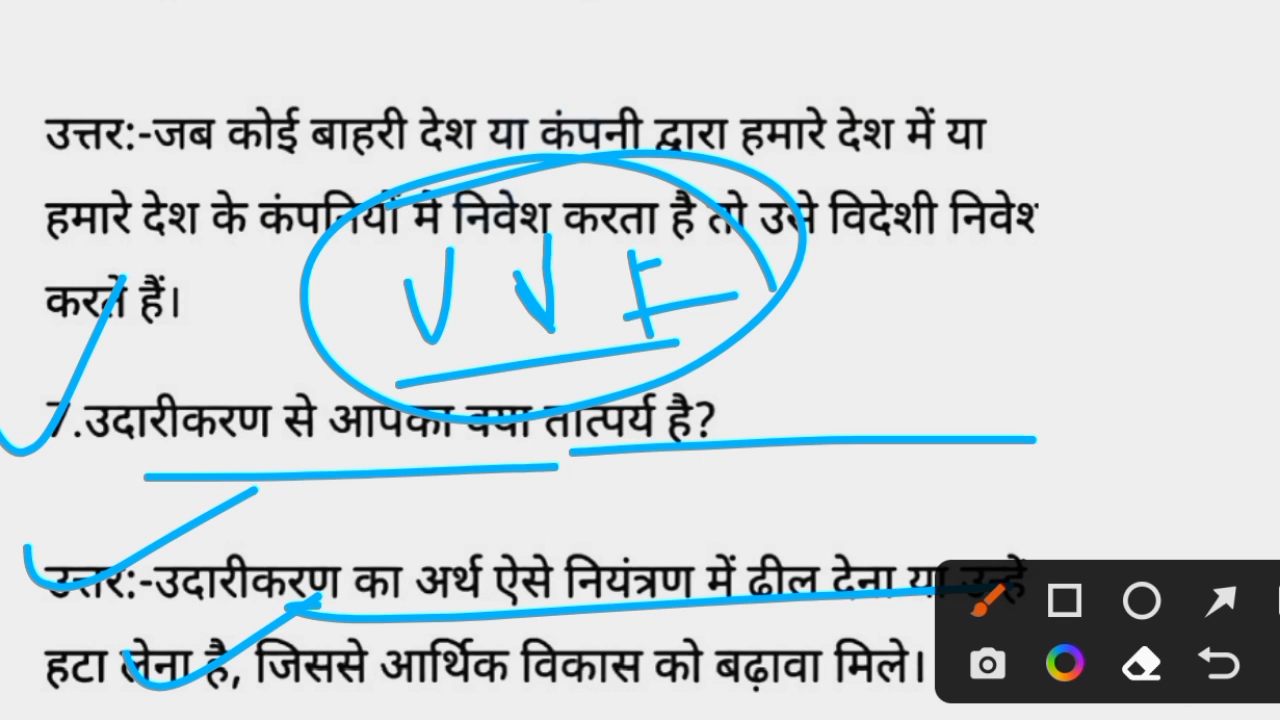 उत्तर:-जब कोई बाहरी देश या कंपनी द्वारा हमारे देश में या
हमारे देश के कंपनियों में निवेश करता है तो उसे विदेशी निवेश
करते हैं।
V V I
7.उदारीकरण से आपका क्या तात्पर्य है?
उत्तर:-उदारीकरण का अर्थ ऐसे नियंत्रण में ढील देना या उन्हें
हटा लेना है, जिससे आर्थिक विकास को बढ़ावा मिले।